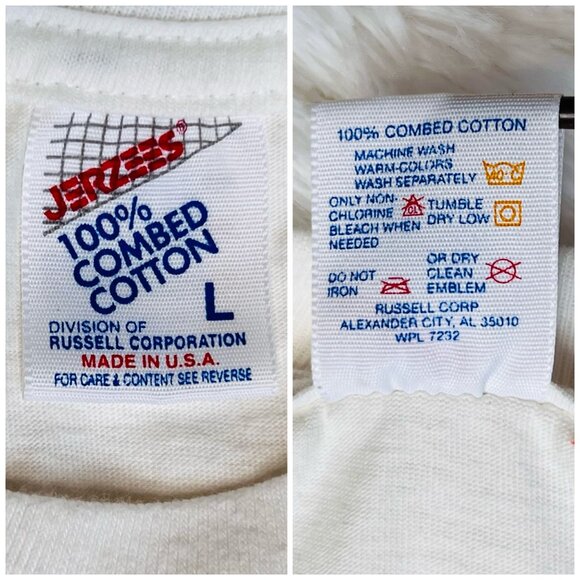 JERZEES®
100%
COMBED
COTTON
L
DIVISION OF
RUSSELL CORPORATION
MADE IN U.S.A.
FOR CARE & CONTENT SEE REVERSE
100% COMBED COTTON
MACHINE WASH
WARM-COLORS
WASH SEPARATELY
40°C
ONLY NON-
CHLORINE
BLEACH WHEN
NEEDED
TUMBLE
DRY LOW
DO NOT
IRON
OR DRY
CLEAN
EMBLEM
RUSSELL CORP
ALEXANDER CITY, AL 35010
WPL 7232